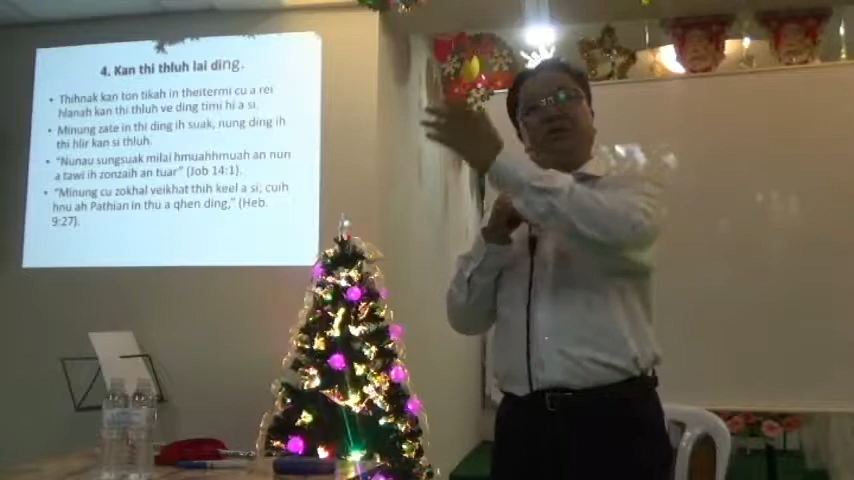 4. Kan thi thluh lai ding.
• Thihnak kan ton tikah in theitermi cu a rei
hlanah kan thi thluh ve ding timi hi a si.
• Minung zate in thi ding ih suak, nung ding ih
thi hlir kan si thluh.
• “Nunau sungsuak milai hmuahhmuah an nun
a tawi ih zonzaih an tuar” (Job 14:1).
• “Minung cu zokhal veikhat thih keel a si; cuih
hnu ah Pathian in thu a qhen ding,” (Heb.
9:27).